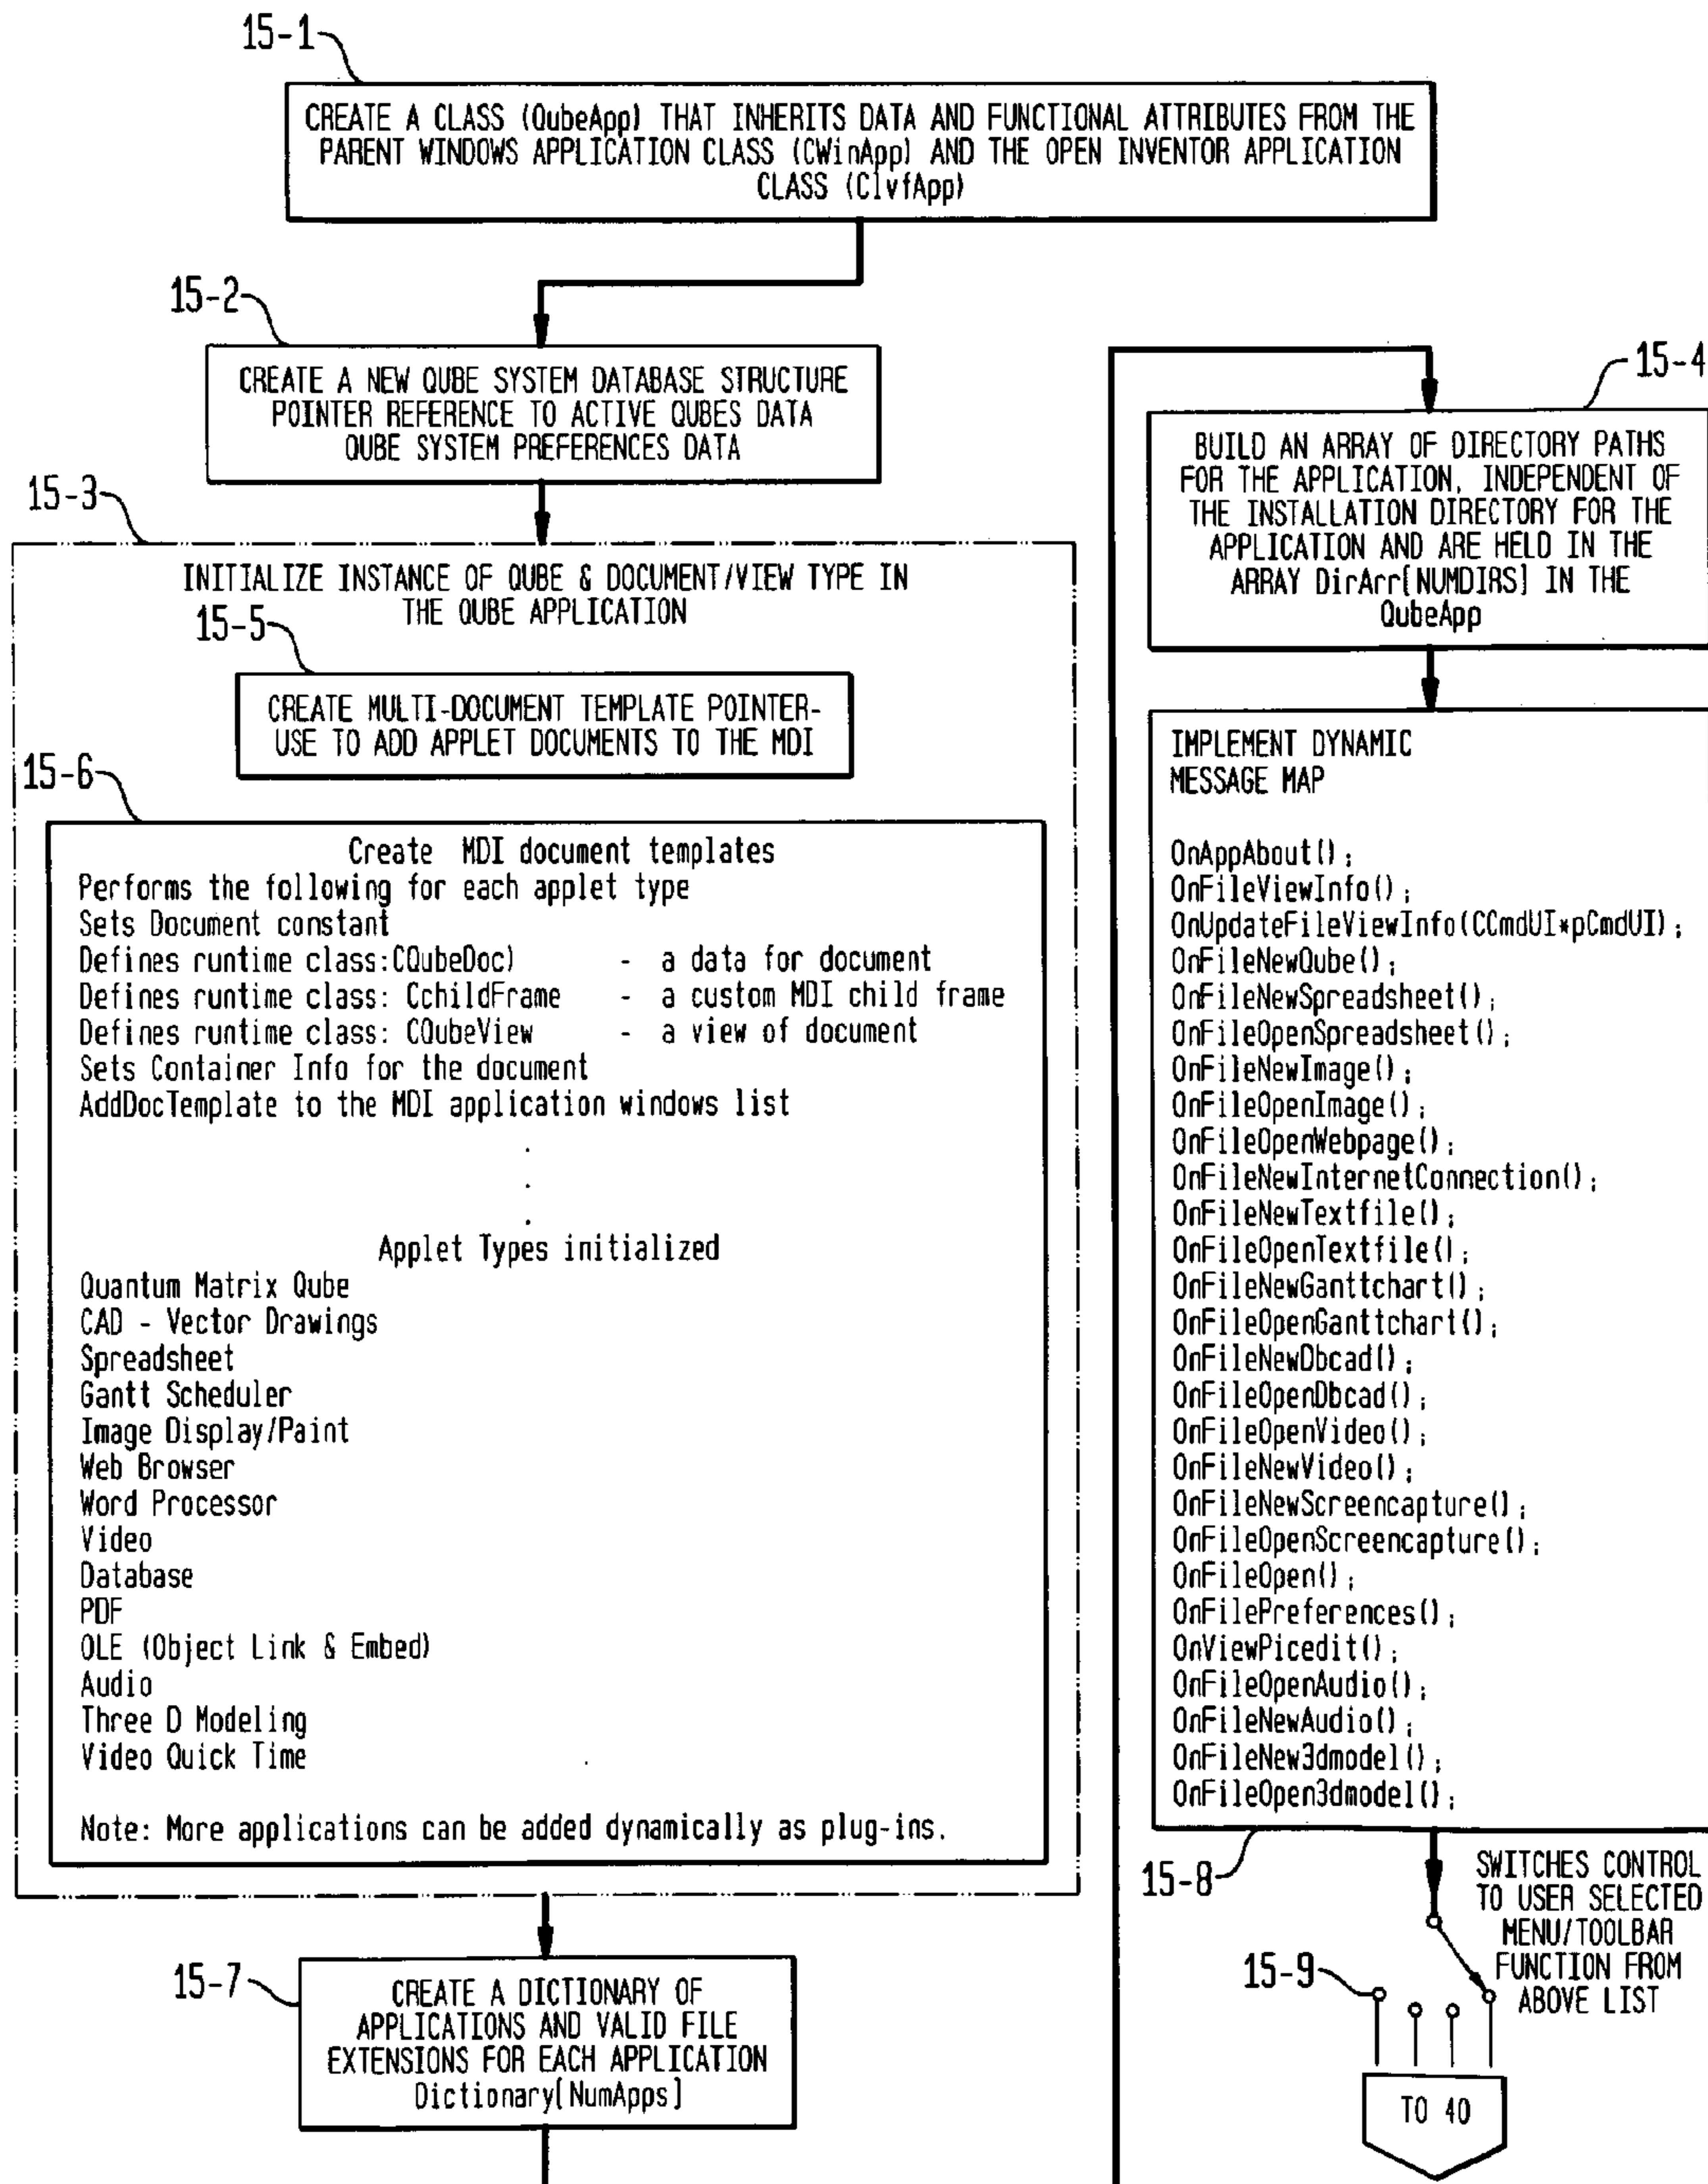 15-1
CREATE A CLASS (QubeApp) THAT INHERITS DATA AND FUNCTIONAL ATTRIBUTES FROM THE
PARENT WINDOWS APPLICATION CLASS (CWinApp) AND THE OPEN INVENTOR APPLICATION
CLASS (ClvfApp)
15-2
CREATE A NEW QUBE SYSTEM DATABASE STRUCTURE
POINTER REFERENCE TO ACTIVE QUBES DATA
QUBE SYSTEM PREFERENCES DATA
15-3
INITIALIZE INSTANCE OF QUBE & DOCUMENT/VIEW TYPE IN
THE QUBE APPLICATION
15-5
CREATE MULTI-DOCUMENT TEMPLATE POINTER-
USE TO ADD APPLET DOCUMENTS TO THE MDI
15-6
Create MDI document templates
Performs the following for each applet type
Sets Document constant
Defines runtime class:CQubeDoc) - a data for document
Defines runtime class: CchildFrame - a custom MDI child frame
Defines runtime class: CQubeView - a view of document
Sets Container Info for the document
AddDocTemplate to the MDI application windows list
.
.
.
Applet Types initialized
Quantum Matrix Qube
CAD - Vector Drawings
Spreadsheet
Gantt Scheduler
Image Display/Paint
Web Browser
Word Processor
Video
Database
PDF
OLE (Object Link & Embed)
Audio
Three D Modeling
Video Quick Time
Note: More applications can be added dynamically as plug-ins.
15-7
CREATE A DICTIONARY OF
APPLICATIONS AND VALID FILE
EXTENSIONS FOR EACH APPLICATION
Dictionary[NumApps]
15-4
BUILD AN ARRAY OF DIRECTORY PATHS
FOR THE APPLICATION, INDEPENDENT OF
THE INSTALLATION DIRECTORY FOR THE
APPLICATION AND ARE HELD IN THE
ARRAY DirArr[NUMDIRS] IN THE
QubeApp
IMPLEMENT DYNAMIC
MESSAGE MAP
OnAppAbout();
OnFileViewInfo();
OnUpdateFileViewInfo(CCmdUI*pCmdUI);
OnFileNewQube();
OnFileNewSpreadsheet();
OnFileOpenSpreadsheet();
OnFileNewImage();
OnFileOpenImage();
OnFileOpenWebpage();
OnFileNewInternetConnection();
OnFileNewTextfile();
OnFileOpenTextfile();
OnFileNewGanttchart();
OnFileOpenGanttchart();
OnFileNewDbcad();
OnFileOpenDbcad();
OnFileOpenVideo();
OnFileNewVideo();
OnFileNewScreencapture();
OnFileOpenScreencapture();
OnFileOpen();
OnFilePreferences();
OnViewPicedit();
OnFileOpenAudio();
OnFileNewAudio();
OnFileNew3dmodel();
OnFileOpen3dmodel();
15-8
SWITCHES CONTROL
TO USER SELECTED
MENU/TOOLBAR
FUNCTION FROM
ABOVE LIST
15-9
TO 40